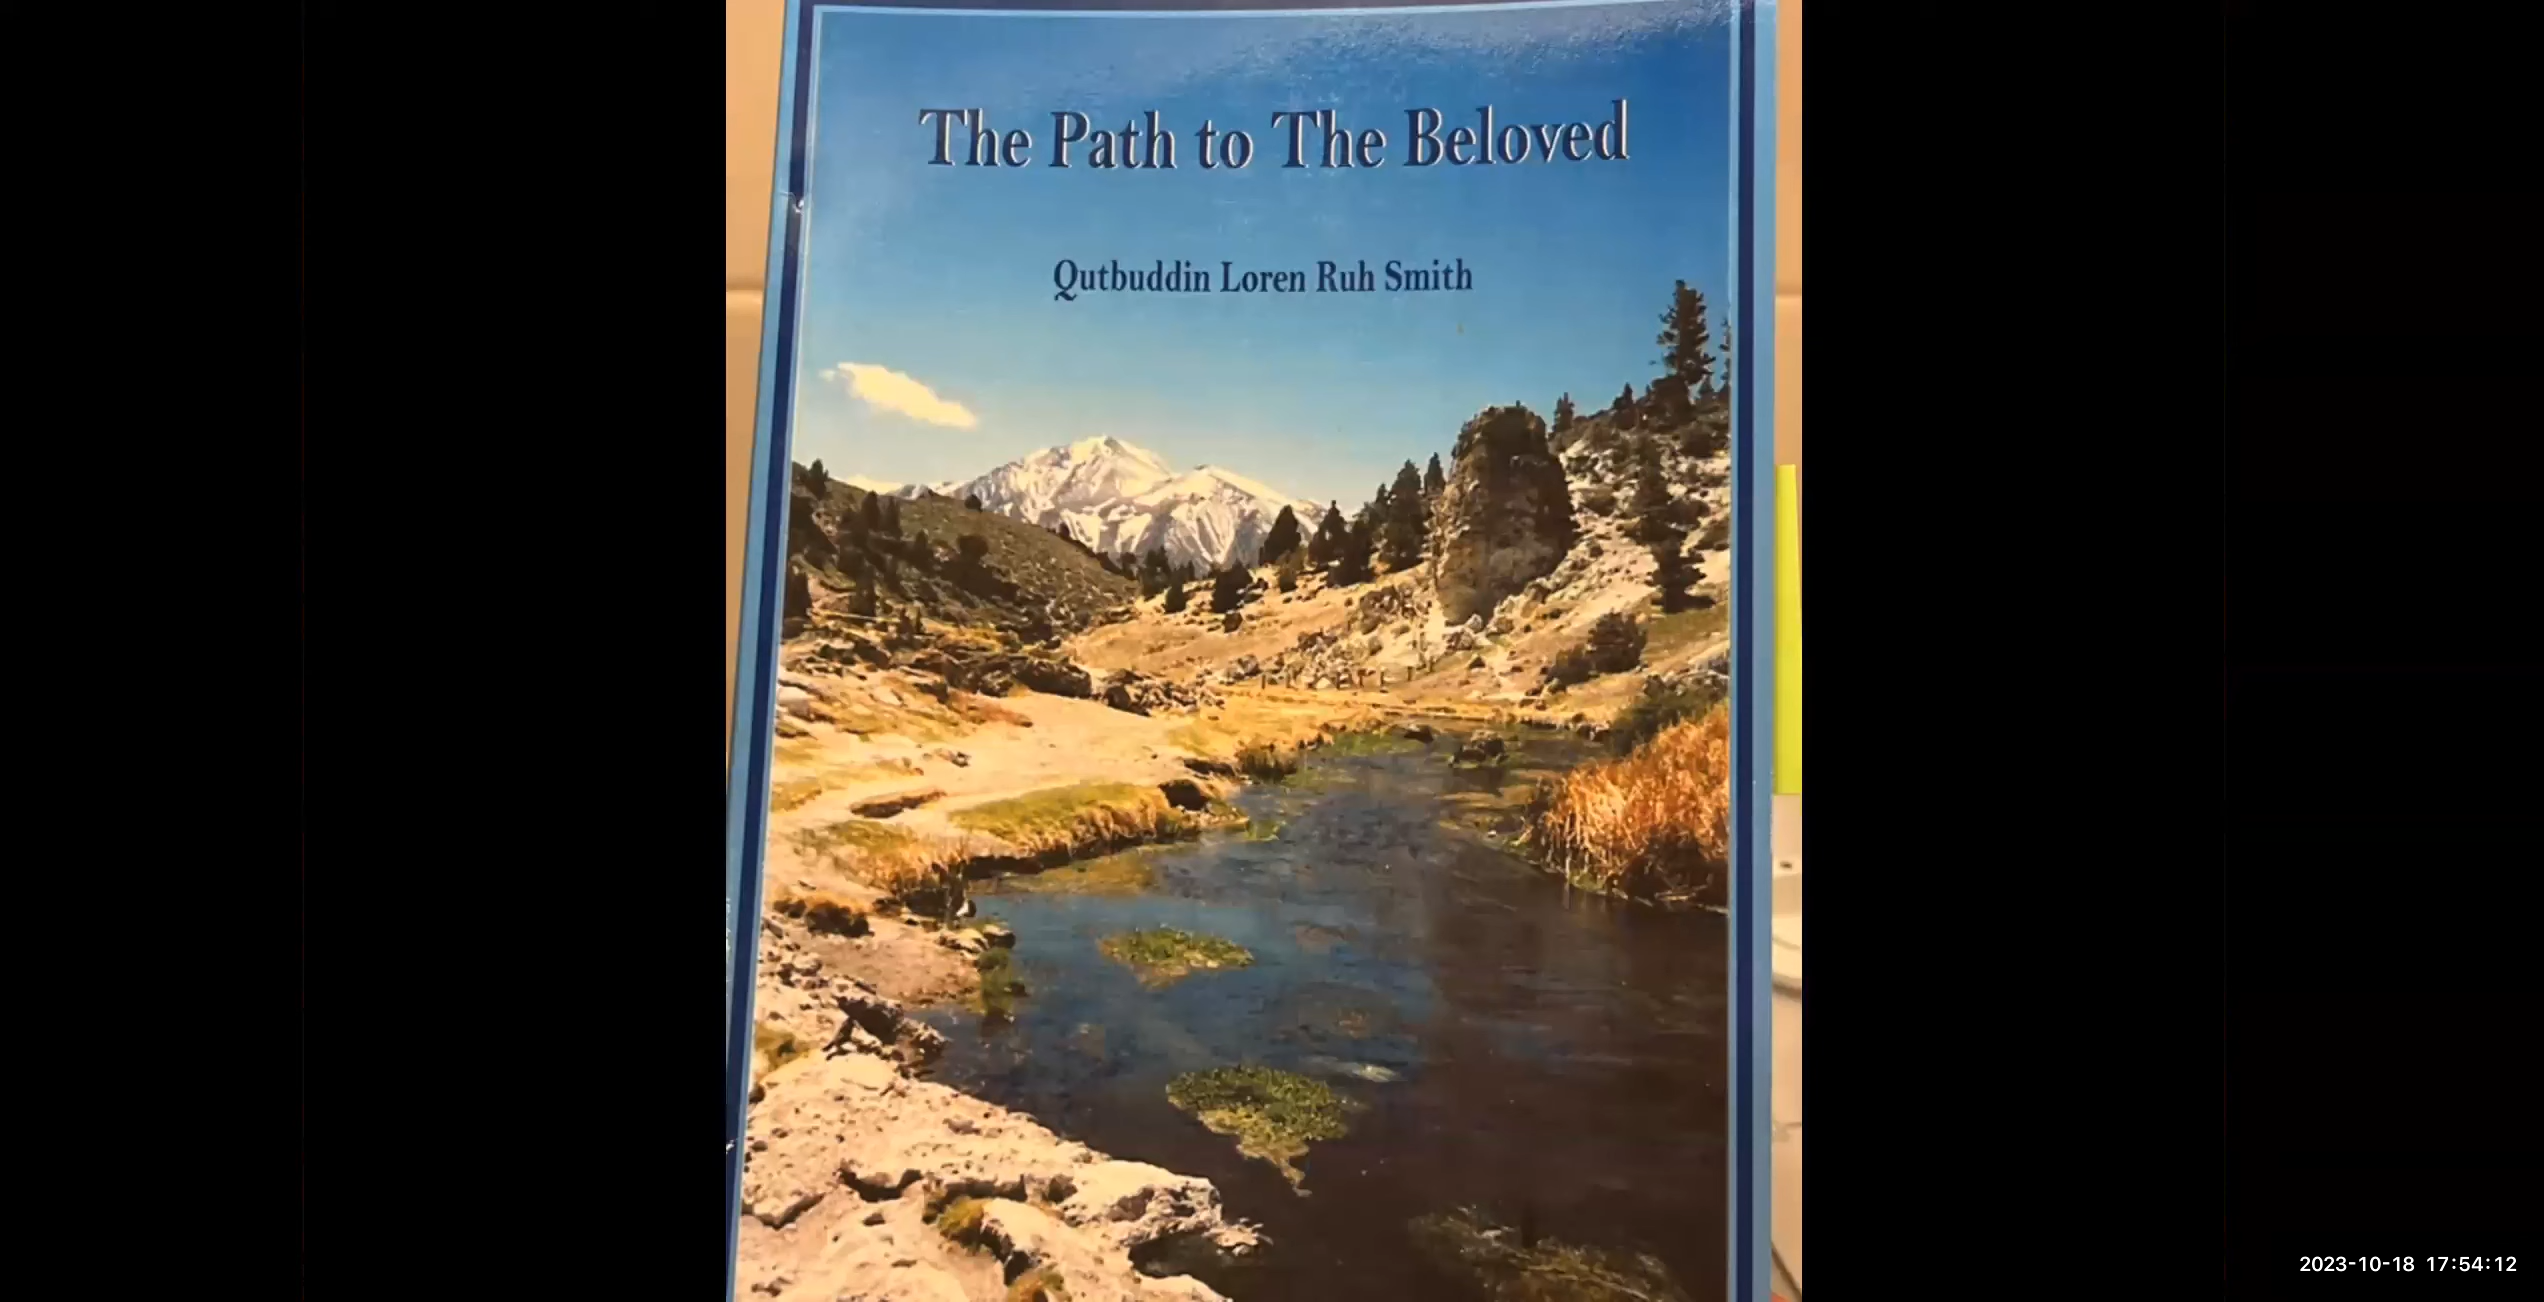 The Path to The Beloved
Qutbuddin Loren Ruh Smith
2023-10-18 17:54:12